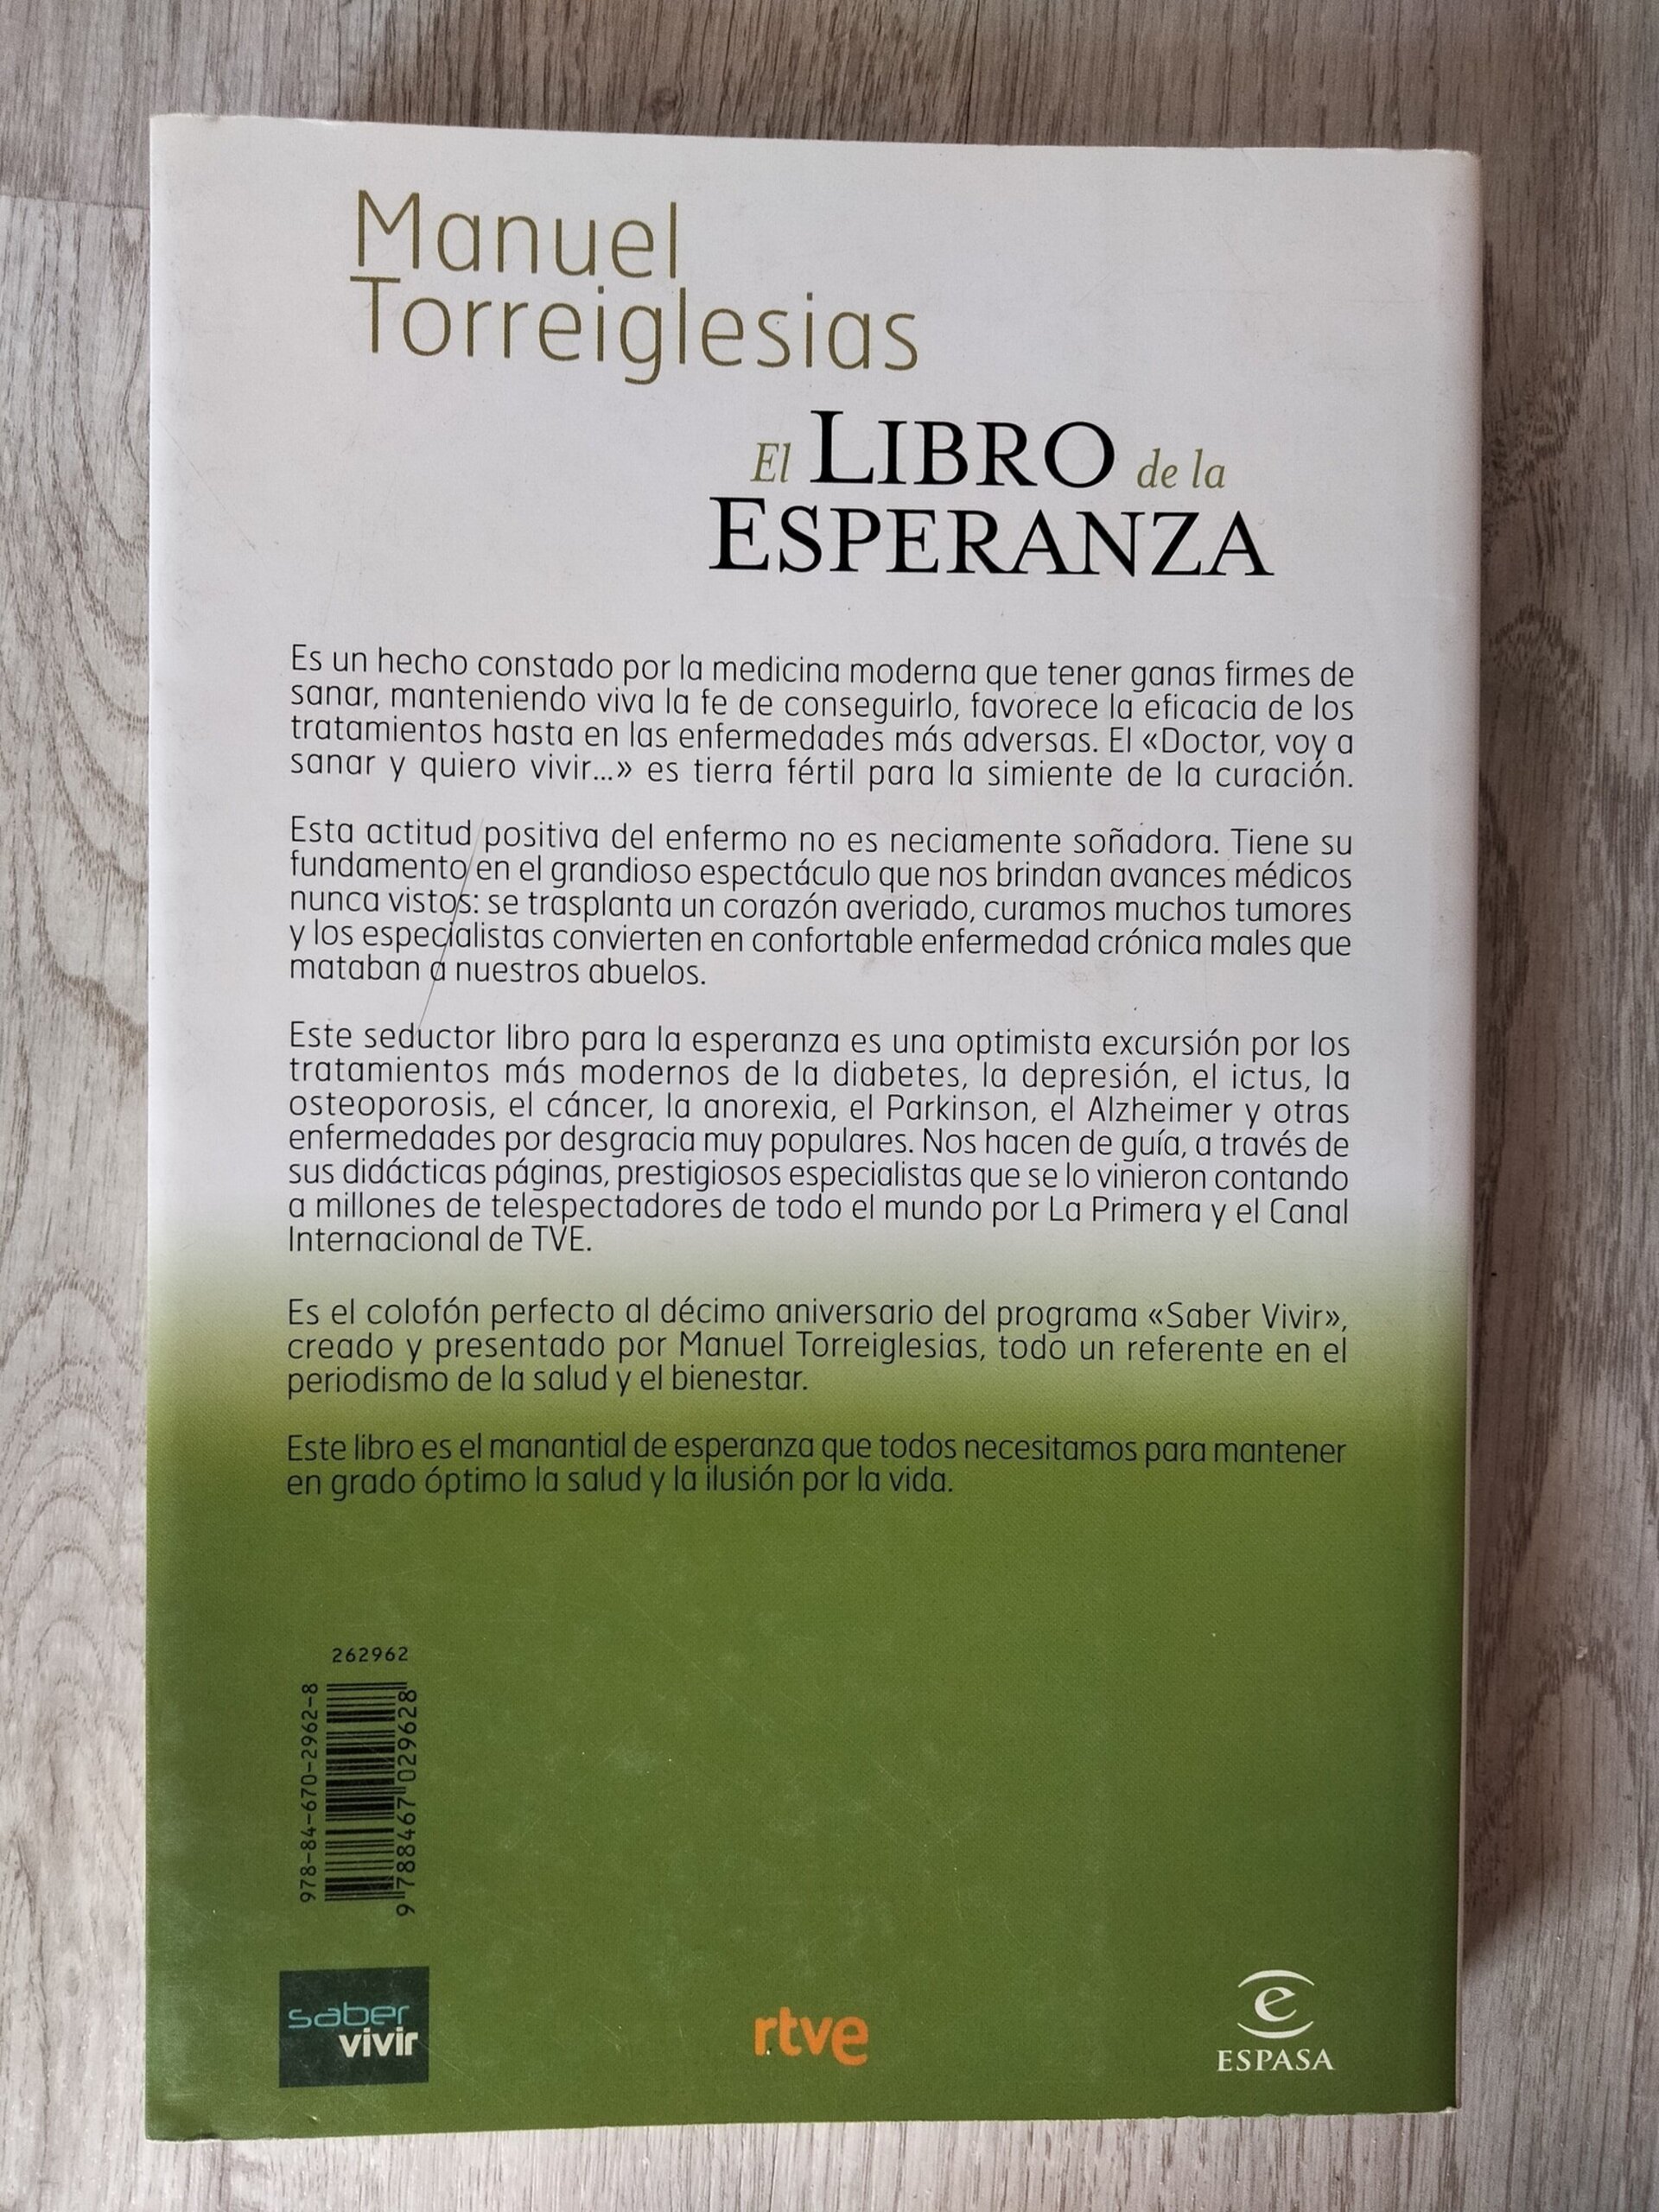 Manuel
Torreiglesias
El LIBRO de la
ESPERANZA
Es un hecho constado por la medicina moderna que tener ganas firmes de
sanar, manteniendo viva la fe de conseguirlo, favorece la eficacia de los
tratamientos hasta en las enfermedades más adversas. El «Doctor, voy a
sanar y quiero vivir...» es tierra fértil para la simiente de la curación.
Esta actitud positiva del enfermo no es neciamente soñadora. Tiene su
fundamento en el grandioso espectáculo que nos brindan avances médicos
nunca vistos: se trasplanta un corazón averiado, curamos muchos tumores
y los especialistas convierten en confortable enfermedad crónica males que
mataban a nuestros abuelos.
Este seductor libro para la esperanza es una optimista excursión por los
tratamientos más modernos de la diabetes, la depresión, el ictus, la
osteoporosis, el cáncer, la anorexia, el Parkinson, el Alzheimer y otras
enfermedades por desgracia muy populares. Nos hacen de guía, a través de
sus didácticas páginas, prestigiosos especialistas que se lo vinieron contando
a millones de telespectadores de todo el mundo por La Primera y el Canal
Internacional de TVE.
Es el colofón perfecto al décimo aniversario del programa «Saber Vivir»,
creado y presentado por Manuel Torreiglesias, todo un referente en el
periodismo de la salud y el bienestar.
Este libro es el manantial de esperanza que todos necesitamos para mantener
en grado óptimo la salud y la ilusión por la vida.
262962
978-84-670-2962-8
9 788467 029628
saber
vivir
rtve
e
ESPASA